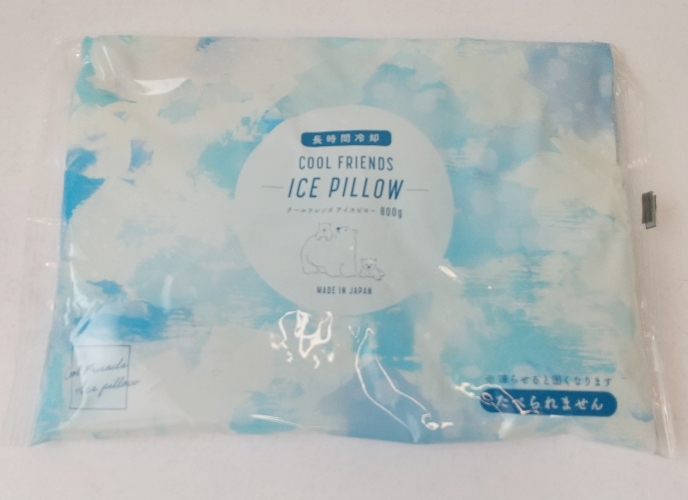 長時間冷却
COOL FRIENDS
ICE PILLOW
クールフレンズ アイスピロー 800g
MADE IN JAPAN
Friends
ice pillow
凍らせると固くなります
たべられません